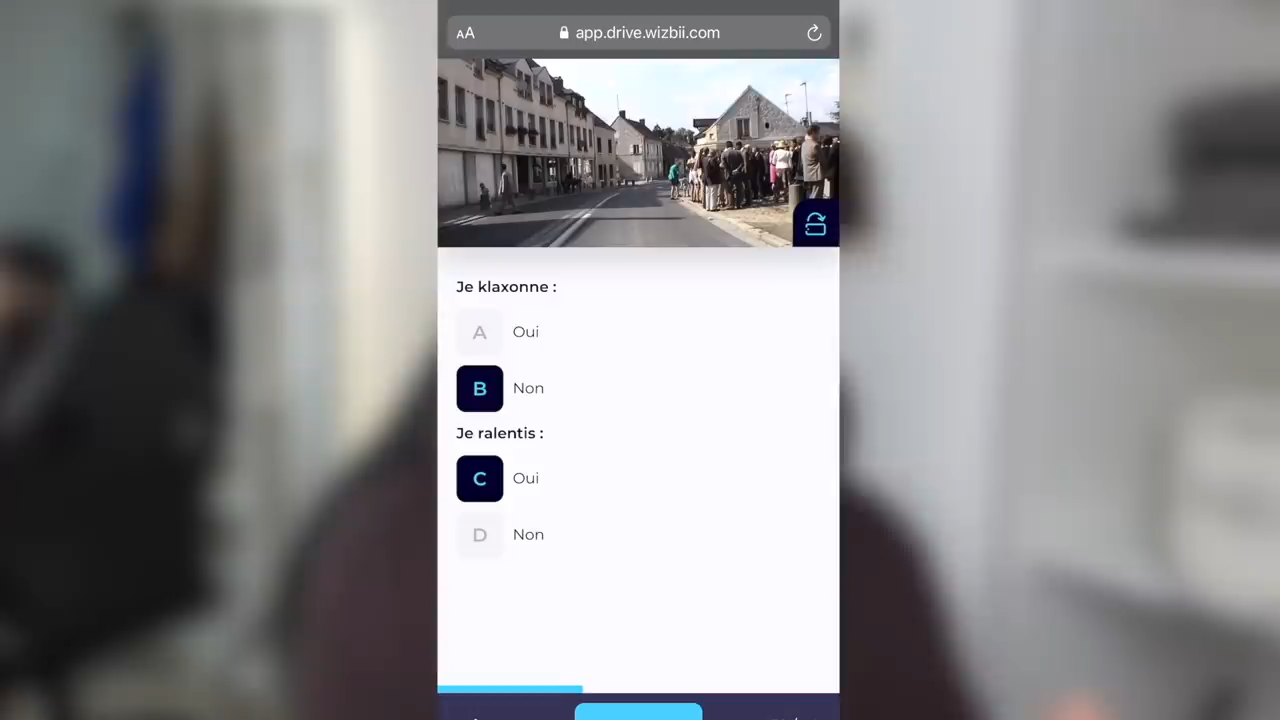 AA app.drive.wizbii.com
Je klaxonne :
A Oui
B Non
Je ralentis :
C Oui
D Non